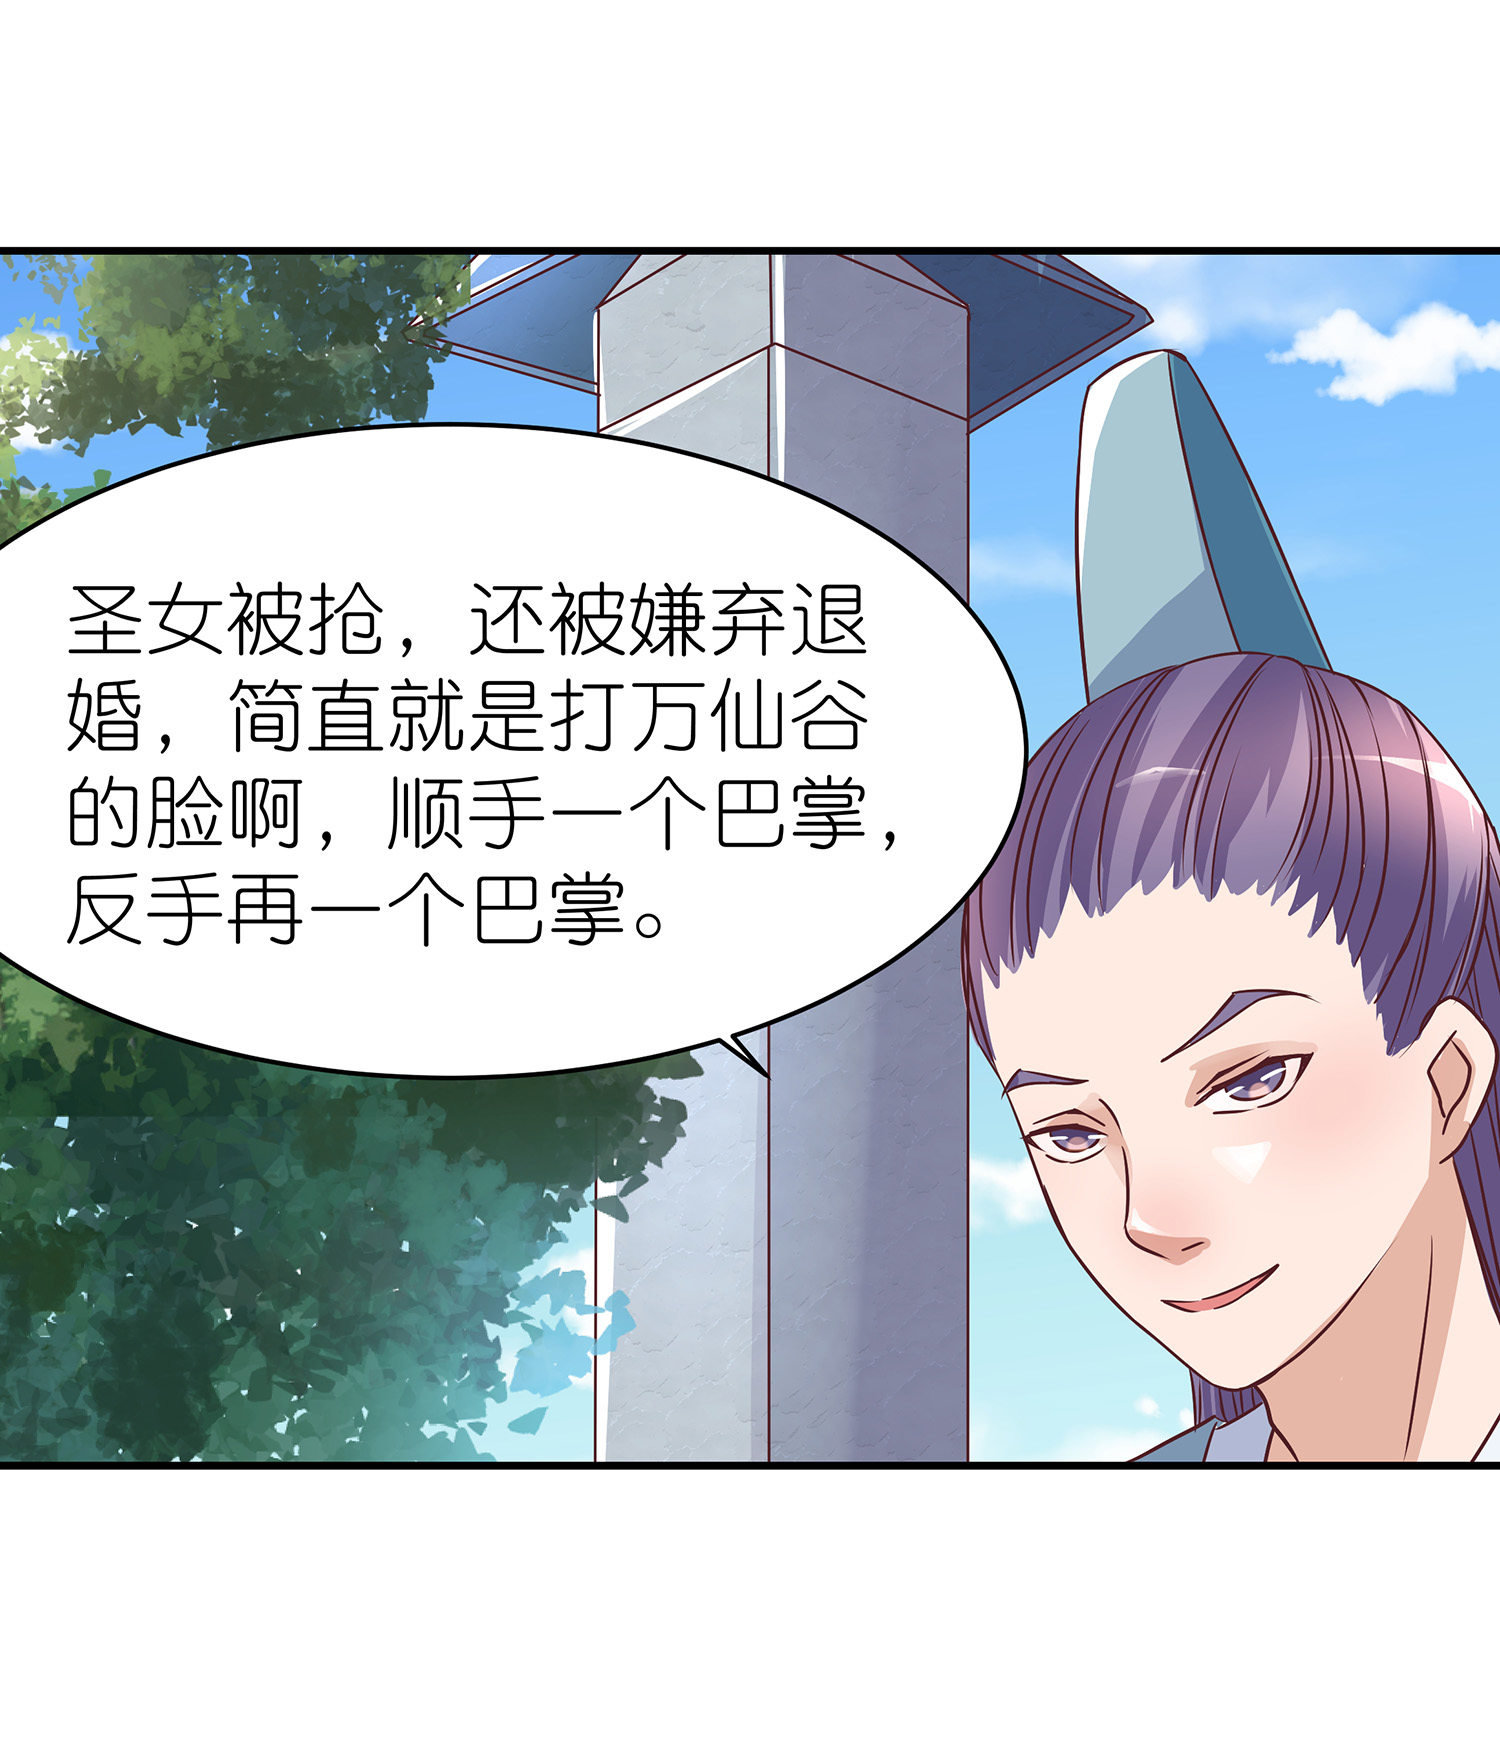 圣女被抢，还被嫌弃退
婚，简直就是打万仙谷
的脸啊，顺手一个巴掌，
反手再一个巴掌。